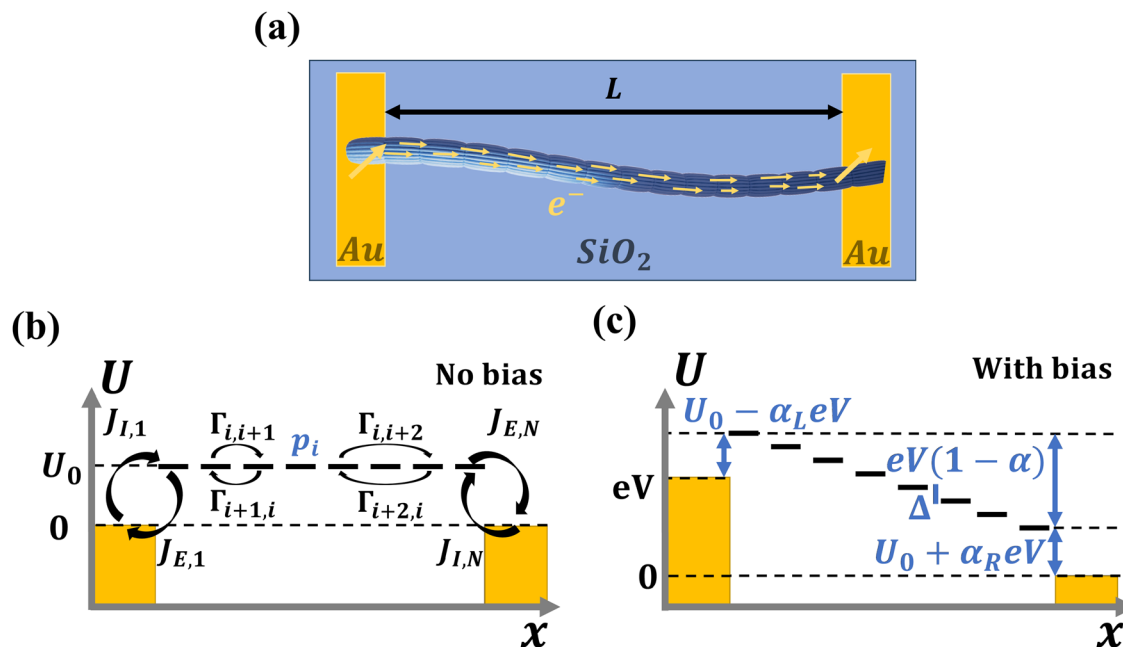 (a)
L
e⁻
Au
SiO₂
Au
(b)
U
No bias
J_{I,1}
Γ_{i,i+1}
p_i
Γ_{i,i+2}
J_{E,N}
U₀
Γ_{i+1,i}
Γ_{i+2,i}
0
J_{E,1}
J_{I,N}
x
(c)
U
With bias
U₀ − α_L eV
eV(1 − α)
eV
Δ
U₀ + α_R eV
0
x